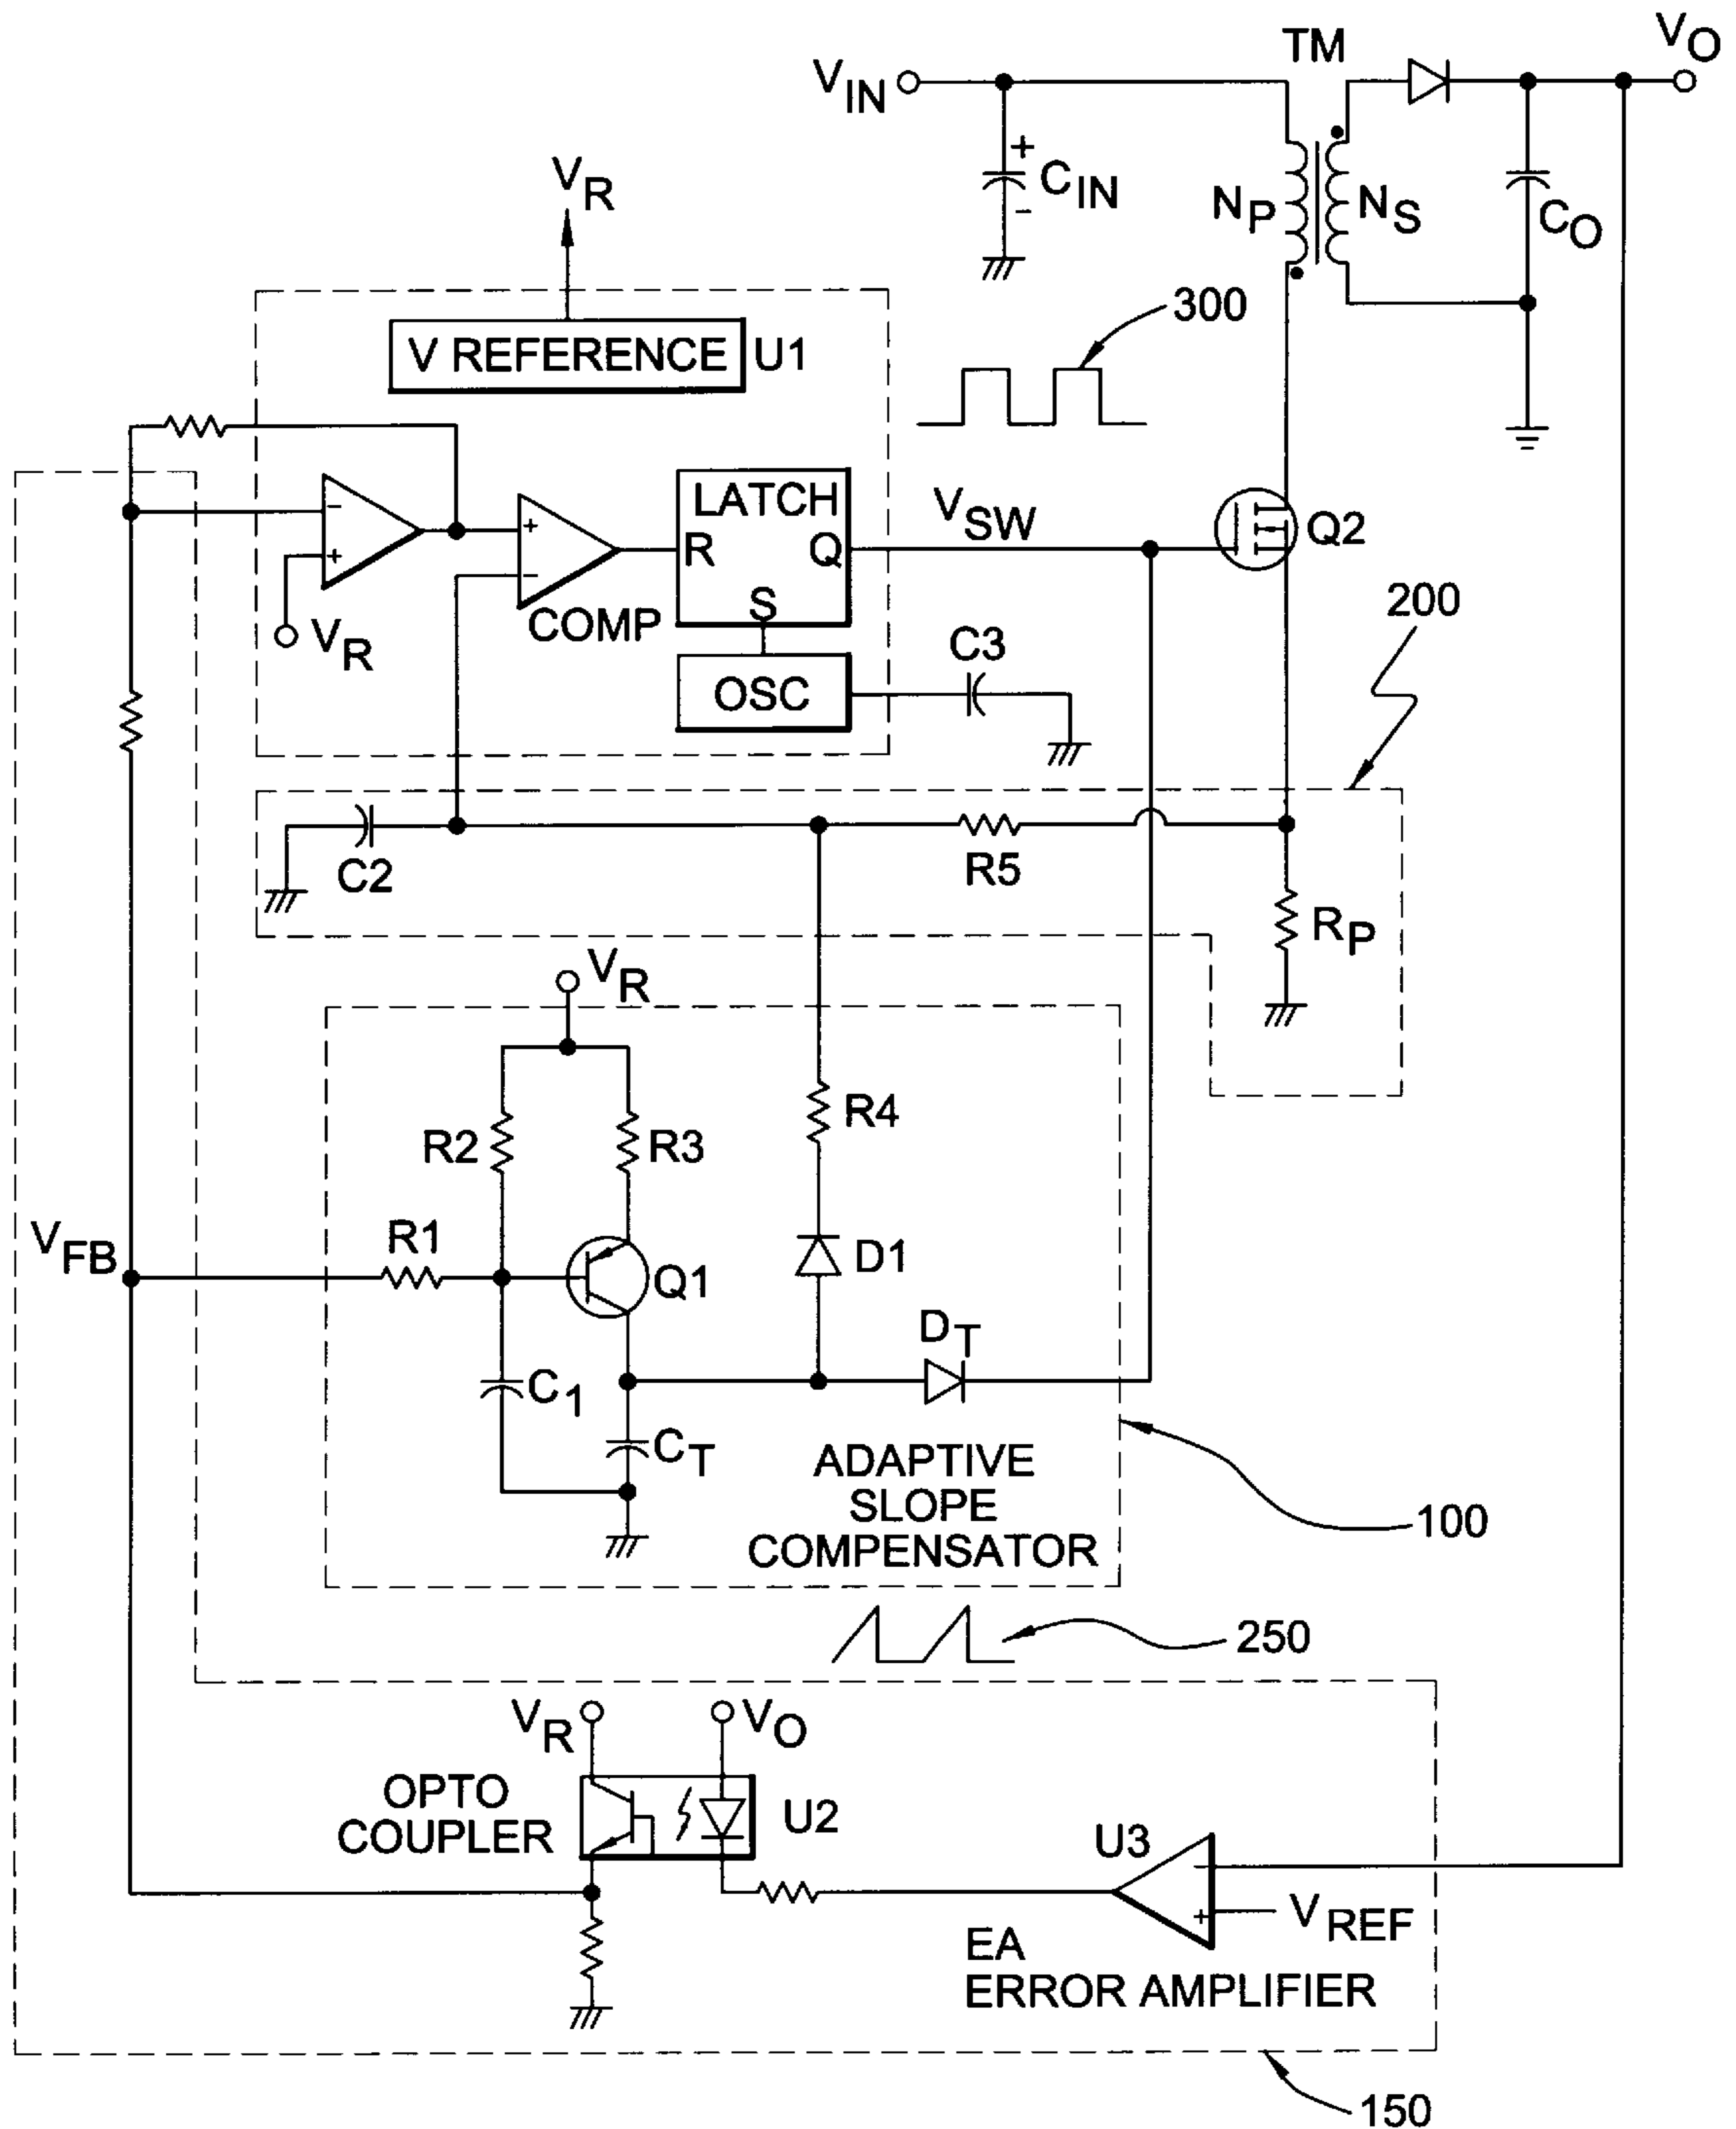 TM
VO
VIN
+
CIN
-
NP
NS
CO
VR
300
V REFERENCE
U1
-
+
VR
+
-
COMP
LATCH
R
Q
S
OSC
C3
VSW
Q2
200
C2
R5
RP
VR
R2
R3
R4
VFB
R1
Q1
D1
DT
C1
CT
ADAPTIVE
SLOPE
COMPENSATOR
100
250
VR
VO
OPTO
COUPLER
U2
U3
-
+
VREF
EA
ERROR AMPLIFIER
150